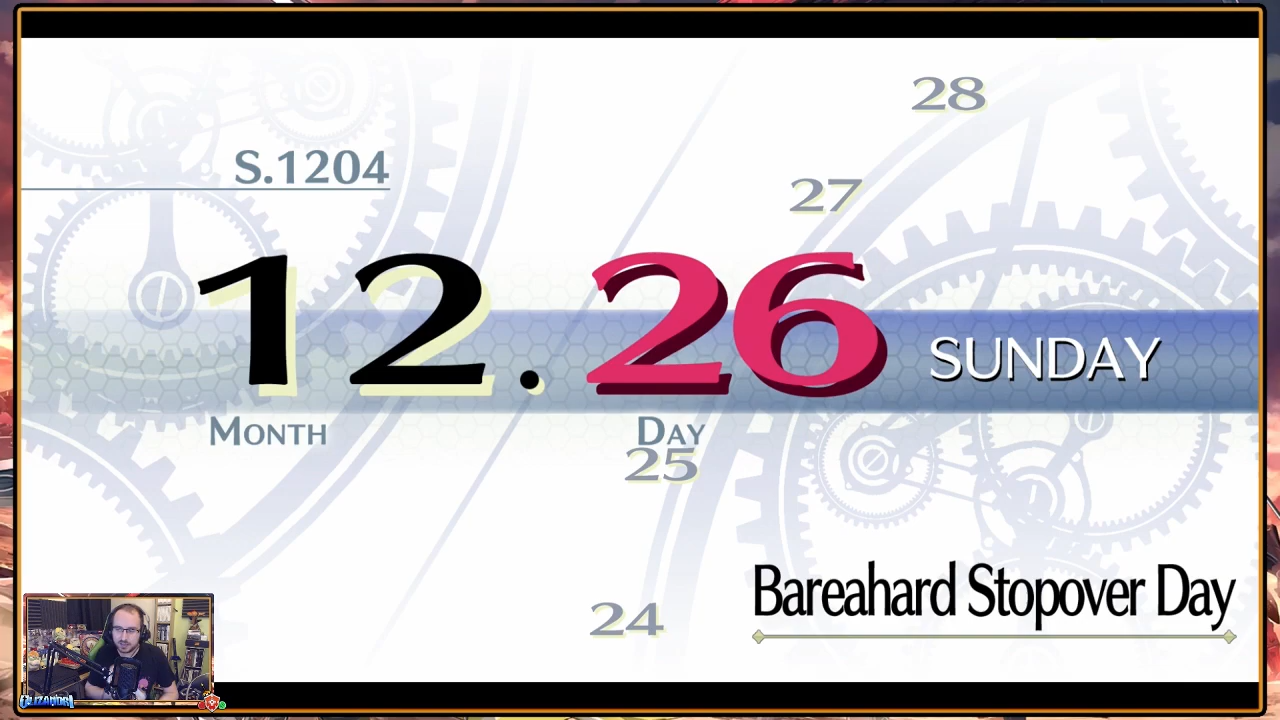 28
S.1204
27
12.26 SUNDAY
MONTH DAY
25
Bareahard Stopover Day
24